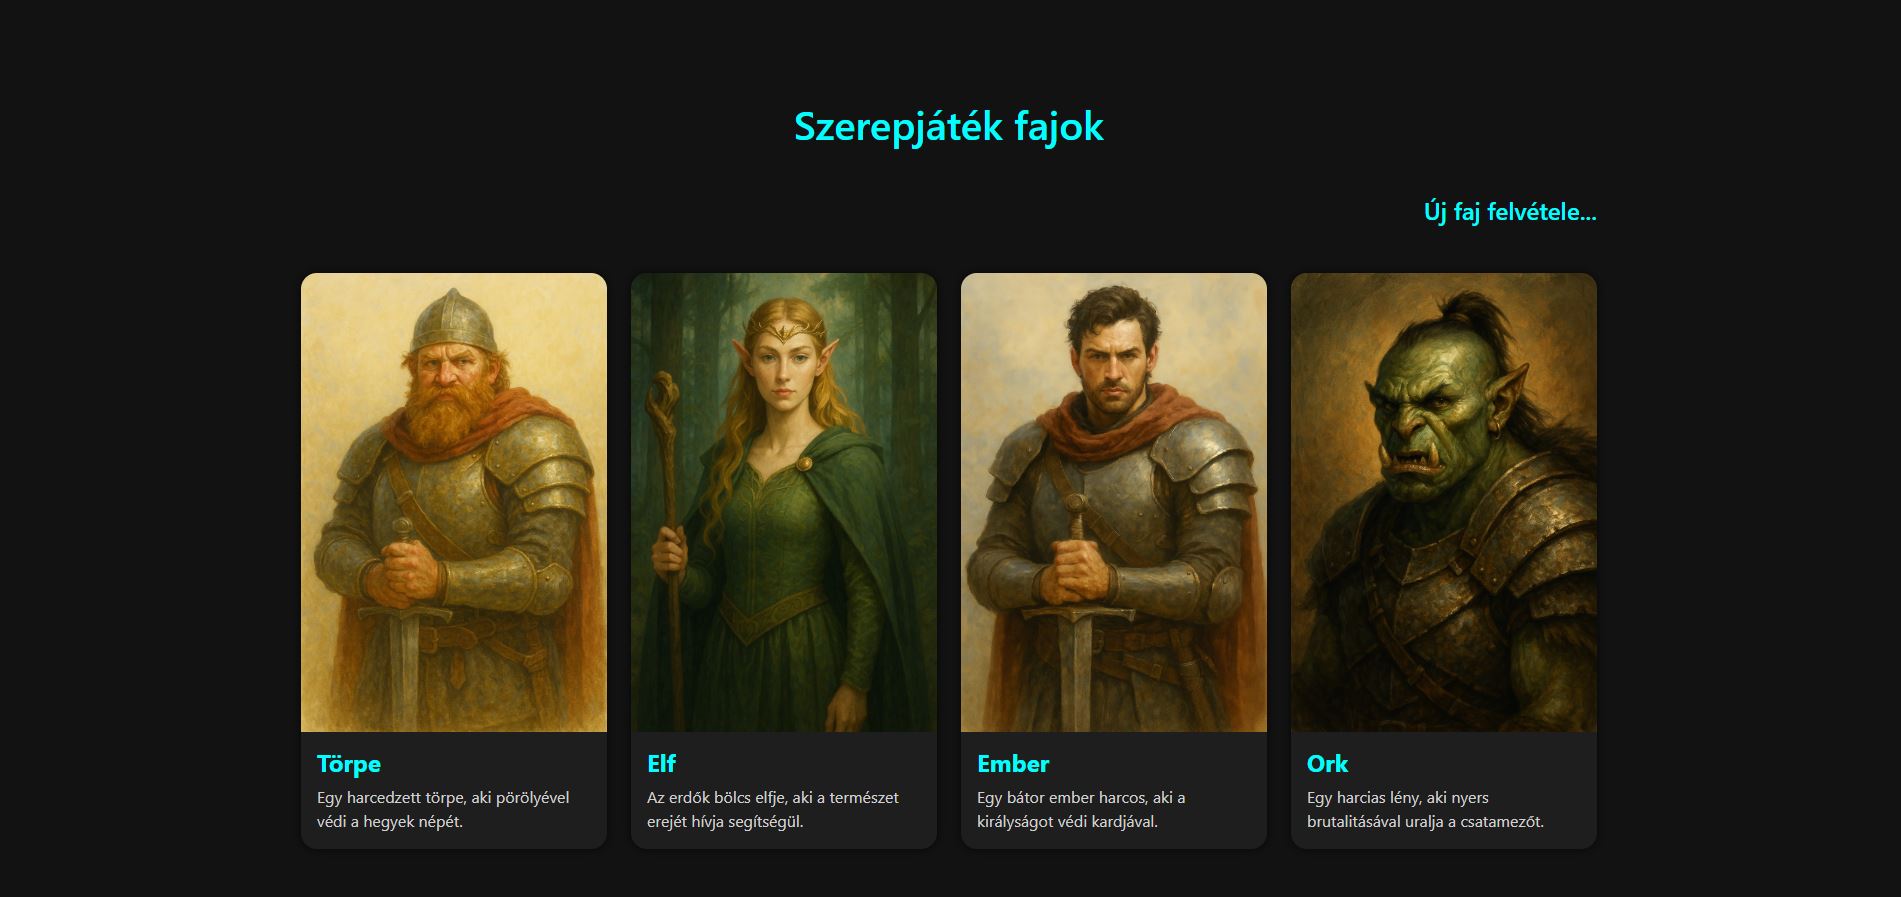 Szerepjáték fajok
Új faj felvétele...
Törpe
Egy harcedzett törpe, aki pörölyével
védi a hegyek népét.
Elf
Az erdők bölcs elfje, aki a természet
erejét hívja segítségül.
Ember
Egy bátor ember harcos, aki a
királyságot védi kardjával.
Ork
Egy harcias lény, aki nyers
brutalitásával uralja a csatamezőt.